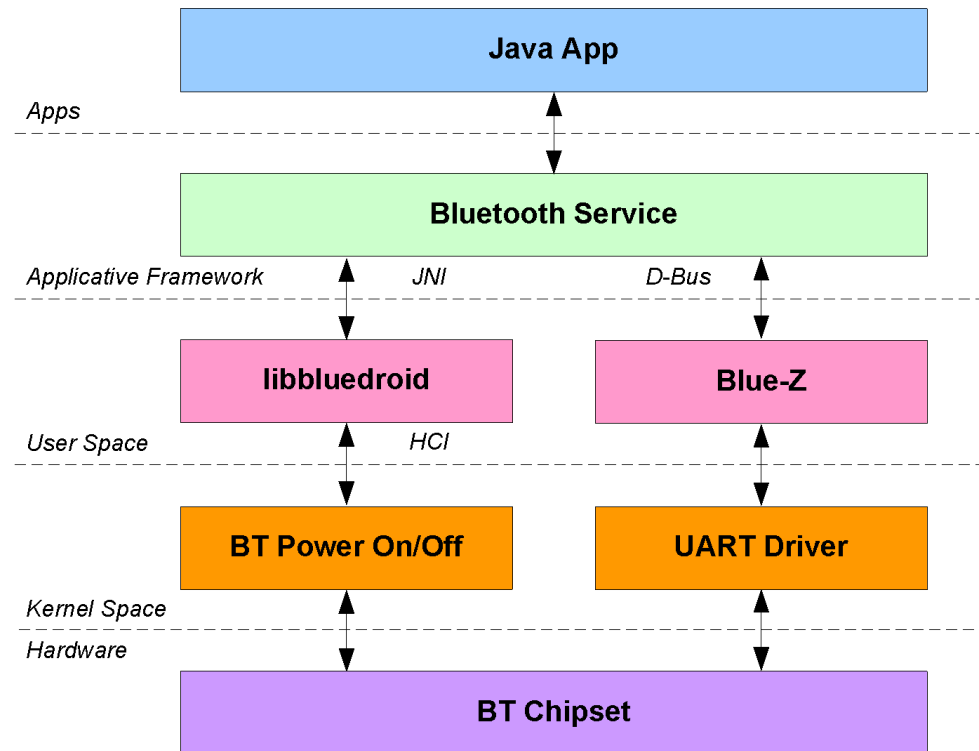 Java App
Apps
Bluetooth Service
Applicative Framework
JNI
D-Bus
libbluedroid
Blue-Z
User Space
HCI
BT Power On/Off
UART Driver
Kernel Space
Hardware
BT Chipset